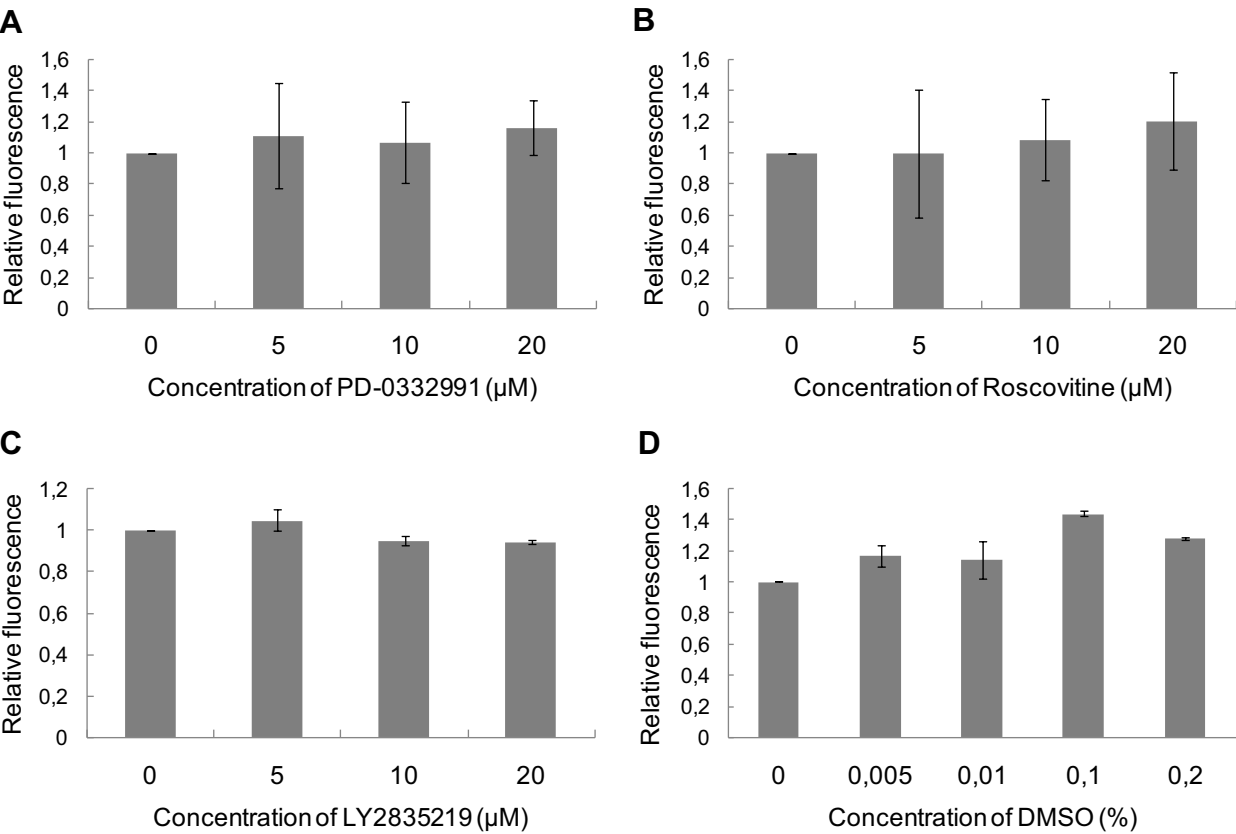 A
Relative fluorescence
1,6
1,4
1,2
1
0,8
0,6
0,4
0,2
0
0 5 10 20
Concentration of PD-0332991 (µM)
B
Relative fluorescence
1,6
1,4
1,2
1
0,8
0,6
0,4
0,2
0
0 5 10 20
Concentration of Roscovitine (µM)
C
Relative fluorescence
1,2
1
0,8
0,6
0,4
0,2
0
0 5 10 20
Concentration of LY2835219 (µM)
D
Relative fluorescence
1,6
1,4
1,2
1
0,8
0,6
0,4
0,2
0
0 0,005 0,01 0,1 0,2
Concentration of DMSO (%)